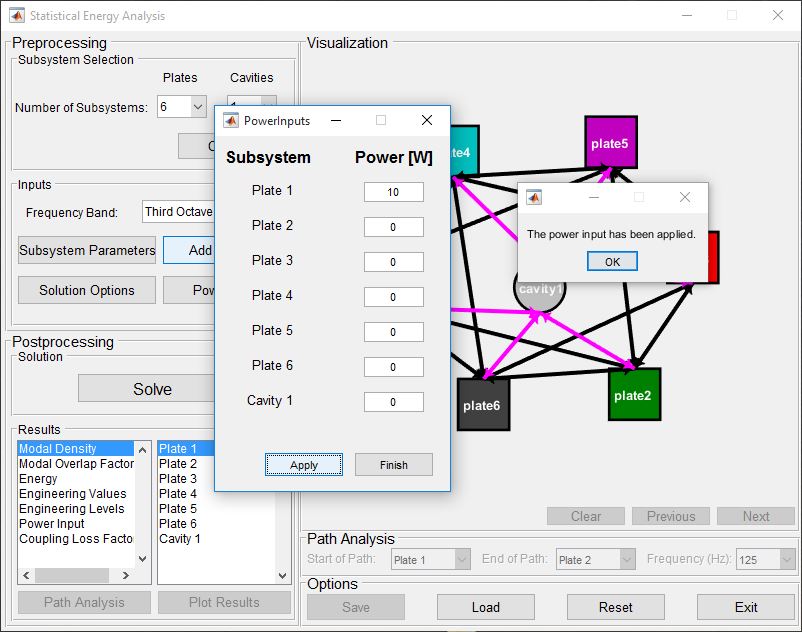 Statistical Energy Analysis
Preprocessing
Subsystem Selection
Plates Cavities
Number of Subsystems: 6
Inputs
Frequency Band: Third Octave
Subsystem Parameters Add
Solution Options
Postprocessing
Solution
Solve
Results
Modal Density
Modal Overlap Factor
Energy
Engineering Values
Engineering Levels
Power Input
Coupling Loss Facto
Plate 1
Plate 2
Plate 3
Plate 4
Plate 5
Plate 6
Cavity 1
Path Analysis Plot Results
PowerInputs
Subsystem Power [W]
Plate 1 10
Plate 2 0
Plate 3 0
Plate 4 0
Plate 5 0
Plate 6 0
Cavity 1 0
Apply Finish
Visualization
plate5
The power input has been applied.
OK
cavity1
plate2
plate6
Clear Previous Next
Path Analysis
Start of Path: Plate 1 End of Path: Plate 2 Frequency (Hz): 125
Options
Save Load Reset Exit